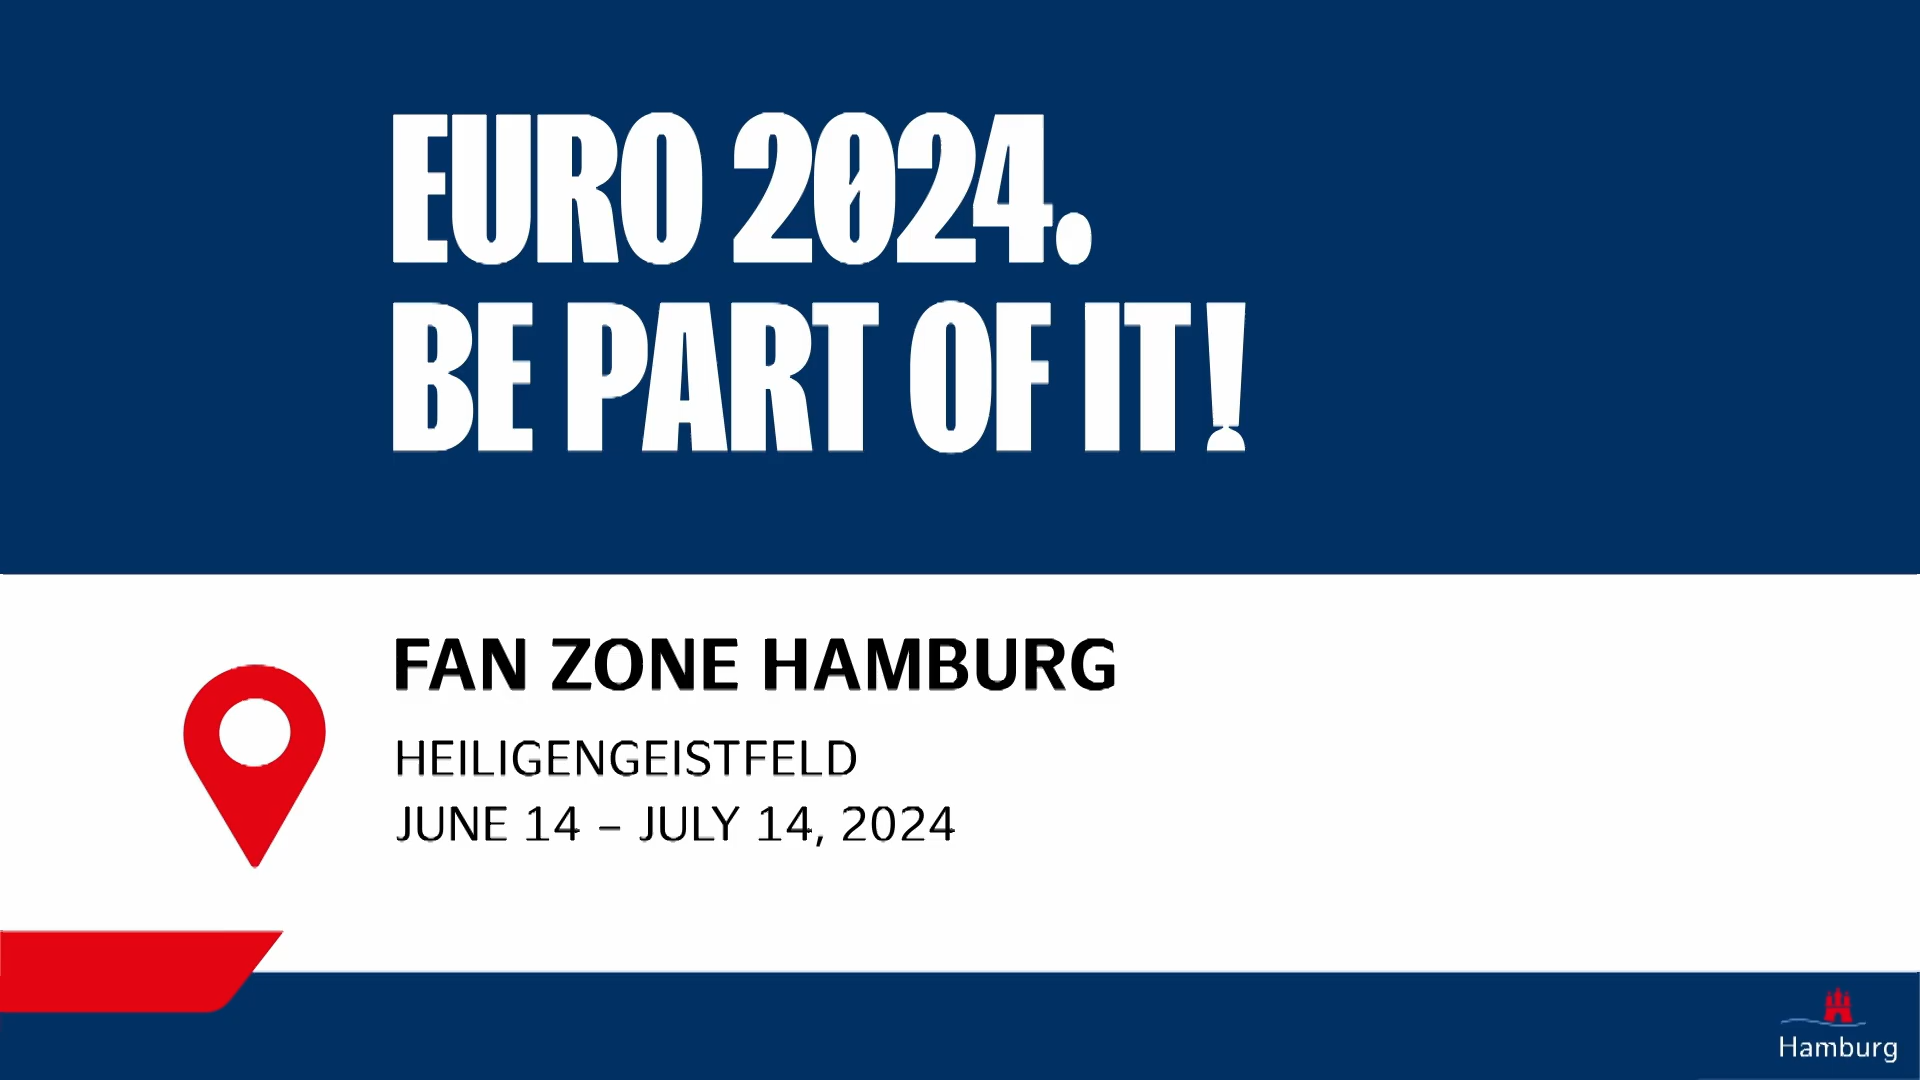 EURO 2024.
BE PART OF IT!
FAN ZONE HAMBURG
HEILIGENGEISTFELD
JUNE 14 – JULY 14, 2024
Hamburg